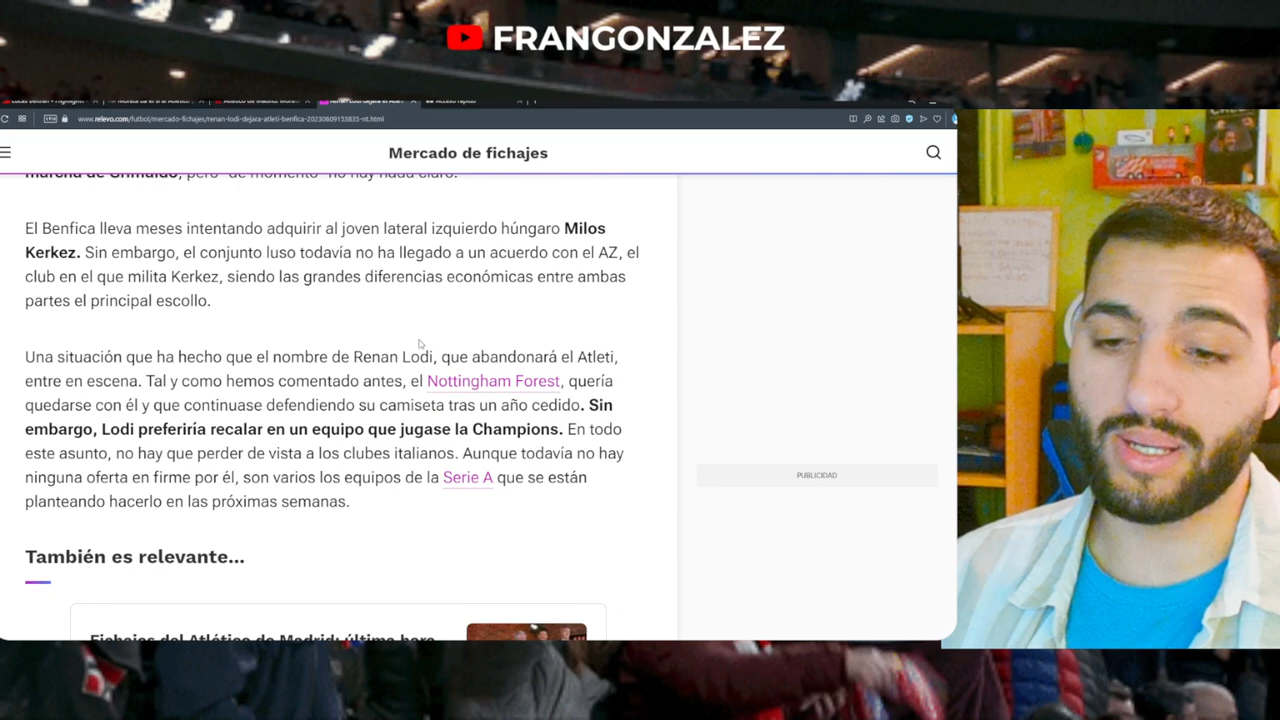 FRANGONZALEZ
www.relevo.com/futbol/mercado-fichajes/renan-lodi-dejara-atleti-benfica-20230609153835-nt.html
Mercado de fichajes
marcha de Grimaldo, pero -de momento- no hay nada claro.
El Benfica lleva meses intentando adquirir al joven lateral izquierdo húngaro Milos
Kerkez. Sin embargo, el conjunto luso todavía no ha llegado a un acuerdo con el AZ, el
club en el que milita Kerkez, siendo las grandes diferencias económicas entre ambas
partes el principal escollo.
Una situación que ha hecho que el nombre de Renan Lodi, que abandonará el Atleti,
entre en escena. Tal y como hemos comentado antes, el Nottingham Forest, quería
quedarse con él y que continuase defendiendo su camiseta tras un año cedido. Sin
embargo, Lodi preferiría recalar en un equipo que jugase la Champions. En todo
este asunto, no hay que perder de vista a los clubes italianos. Aunque todavía no hay
ninguna oferta en firme por él, son varios los equipos de la Serie A que se están
planteando hacerlo en las próximas semanas.
PUBLICIDAD
También es relevante...
Fichajes del Atlético de Madrid: última hora